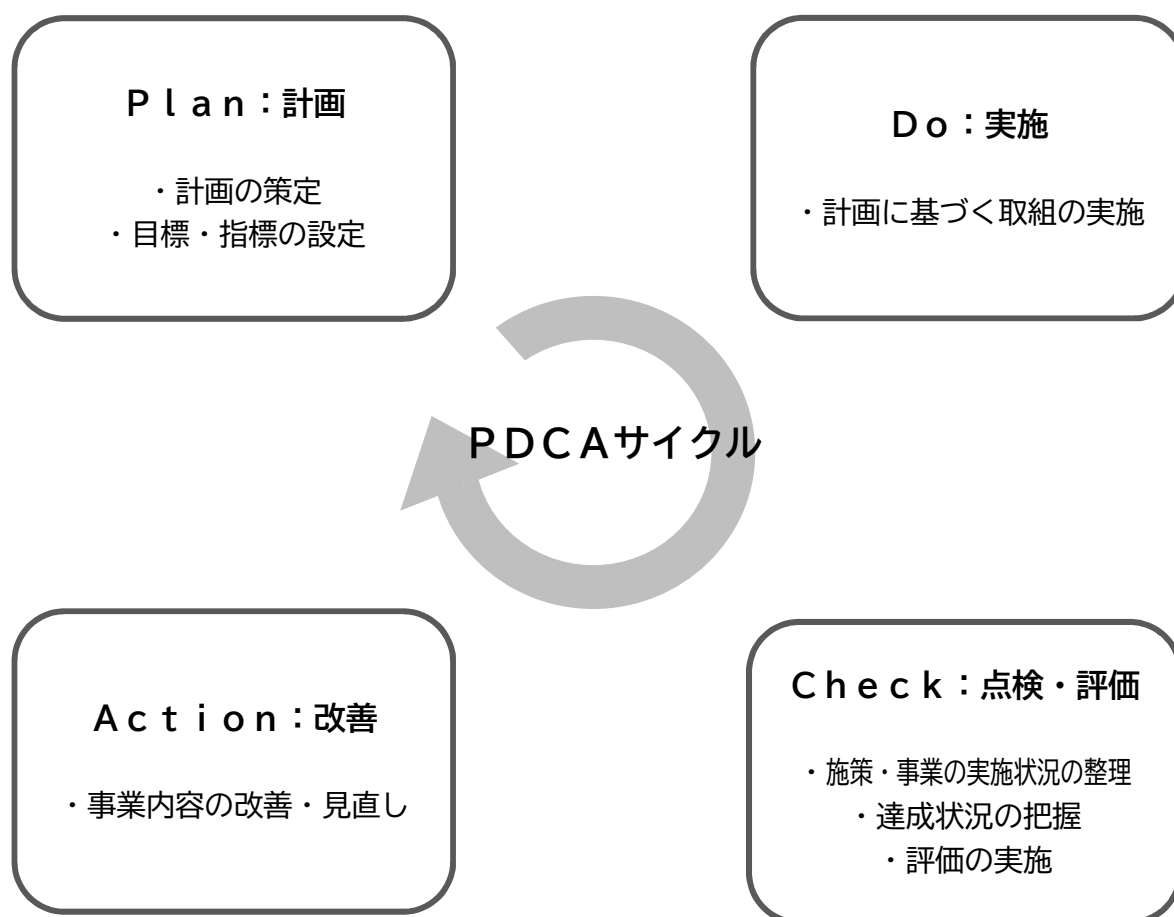 Ｐｌａｎ：計画
・計画の策定
・目標・指標の設定
Ｄｏ：実施
・計画に基づく取組の実施
ＰＤＣＡサイクル
Ａｃｔｉｏｎ：改善
・事業内容の改善・見直し
Ｃｈｅｃｋ：点検・評価
・施策・事業の実施状況の整理
・達成状況の把握
・評価の実施